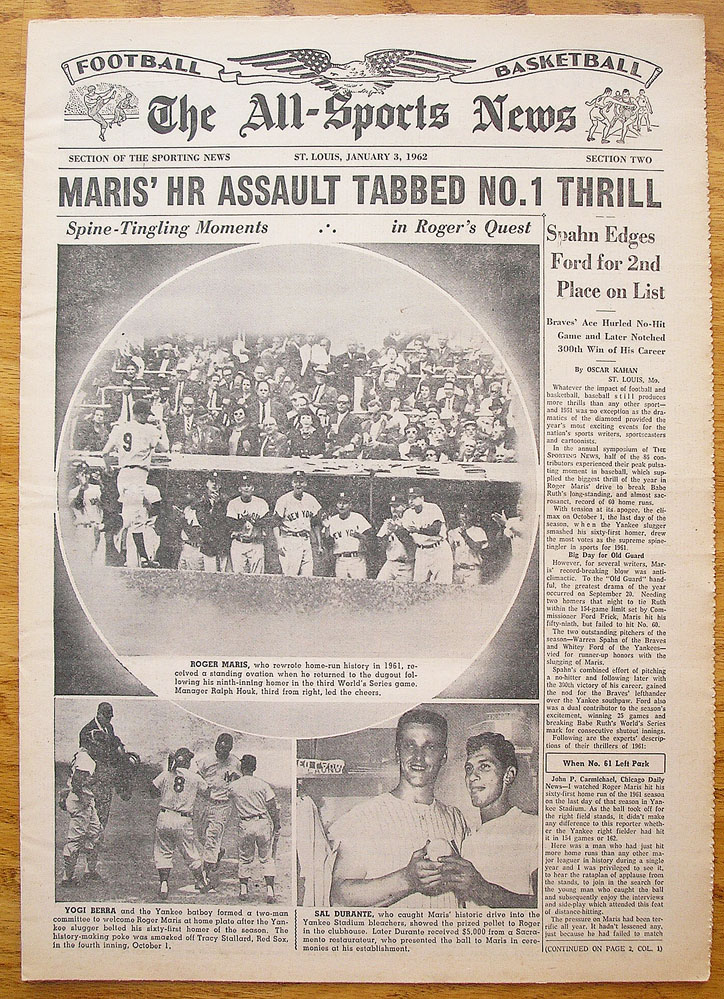 FOOTBALL
BASKETBALL
The All-Sports News
SECTION OF THE SPORTING NEWS
ST. LOUIS, JANUARY 3, 1962
SECTION TWO
MARIS' HR ASSAULT TABBED NO.1 THRILL
Spine-Tingling Moments ∴ in Roger's Quest
9
NEW YORK
NEW YORK
ROGER MARIS, who rewrote home-run history in 1961, re-
ceived a standing ovation when he returned to the dugout fol-
lowing his ninth-inning homer in the third World's Series game.
Manager Ralph Houk, third from right, led the cheers.
8
YOGI BERRA and the Yankee batboy formed a two-man
committee to welcome Roger Maris at home plate after the Yan-
kee slugger belted his sixty-first homer of the season. The
history-making poke was smacked off Tracy Stallard, Red Sox,
in the fourth inning, October 1.
SAL DURANTE, who caught Maris' historic drive into the
Yankee Stadium bleachers, showed the prized pellet to Roger
in the clubhouse. Later Durante received $5,000 from a Sacra-
mento restaurateur, who presented the ball to Maris in cere-
monies at his establishment.
Spahn Edges
Ford for 2nd
Place on List
Braves' Ace Hurled No-Hit
Game and Later Notched
300th Win of His Career
By OSCAR KAHAN
ST. LOUIS, Mo.
Whatever the impact of football and
basketball, baseball still produces
more thrills than any other sport—
and 1961 was no exception as the dra-
matics of the diamond provided the
year's most exciting events for the
nation's sports writers, sportscasters
and cartoonists.
In the annual symposium of THE
SPORTING NEWS, half of the 86 con-
tributors experienced their peak pulsa-
ting moment in baseball, which sup-
plied the biggest thrill of the year in
Roger Maris' drive to break Babe
Ruth's long-standing, and almost sac-
rosanct, record of 60 home runs.
With tension at its apogee, the cli-
max on October 1, the last day of the
season, when the Yankee slugger
smashed his sixty-first homer, drew
the most votes as the supreme spine-
tingler in sports for 1961.
Big Day for Old Guard
However, for several writers, Mar-
is' record-breaking blow was anti-
climactic. To the "Old Guard" hand-
ful, the greatest drama of the year
occurred on September 20. Needing
two homers that night to tie Ruth
within the 154-game limit set by Com-
missioner Ford Frick, Maris hit his
fifty-ninth, but failed to hit No. 60.
The two outstanding pitchers of the
season—Warren Spahn of the Braves
and Whitey Ford of the Yankees—
vied for runner-up honors with the
slugging of Maris.
Spahn's combined effort of pitching
a no-hitter and following later with
the 300th victory of his career, gained
the nod for the Braves' lefthander
over the Yankee southpaw. Ford also
was a dual contributor to the season's
excitement, winning 25 games and
breaking Babe Ruth's World's Series
mark for consecutive shutout innings.
Following are the experts' descrip-
tions of their thrillers of 1961:
When No. 61 Left Park
John P. Carmichael, Chicago Daily
News—I watched Roger Maris hit his
sixty-first home run of the 1961 season
on the last day of that season in Yan-
kee Stadium. As the ball took off for
the right field stands, it didn't make
any difference to this reporter wheth-
er the Yankee right fielder had hit
it in 154 games or 162.
Here was a man who had just hit
more home runs than any other ma-
jor leaguer in history during a single
year and I was privileged to see it,
to hear the rataplan of applause from
the stands, to join in the search for
the young man who caught the ball
and subsequently enjoy the interviews
and side-play which attended this feat
of distance-hitting.
The pressure on Maris had been ter-
rific all year. It hadn't lessened any,
just because he had failed to match
(CONTINUED ON PAGE 2, COL. 1)